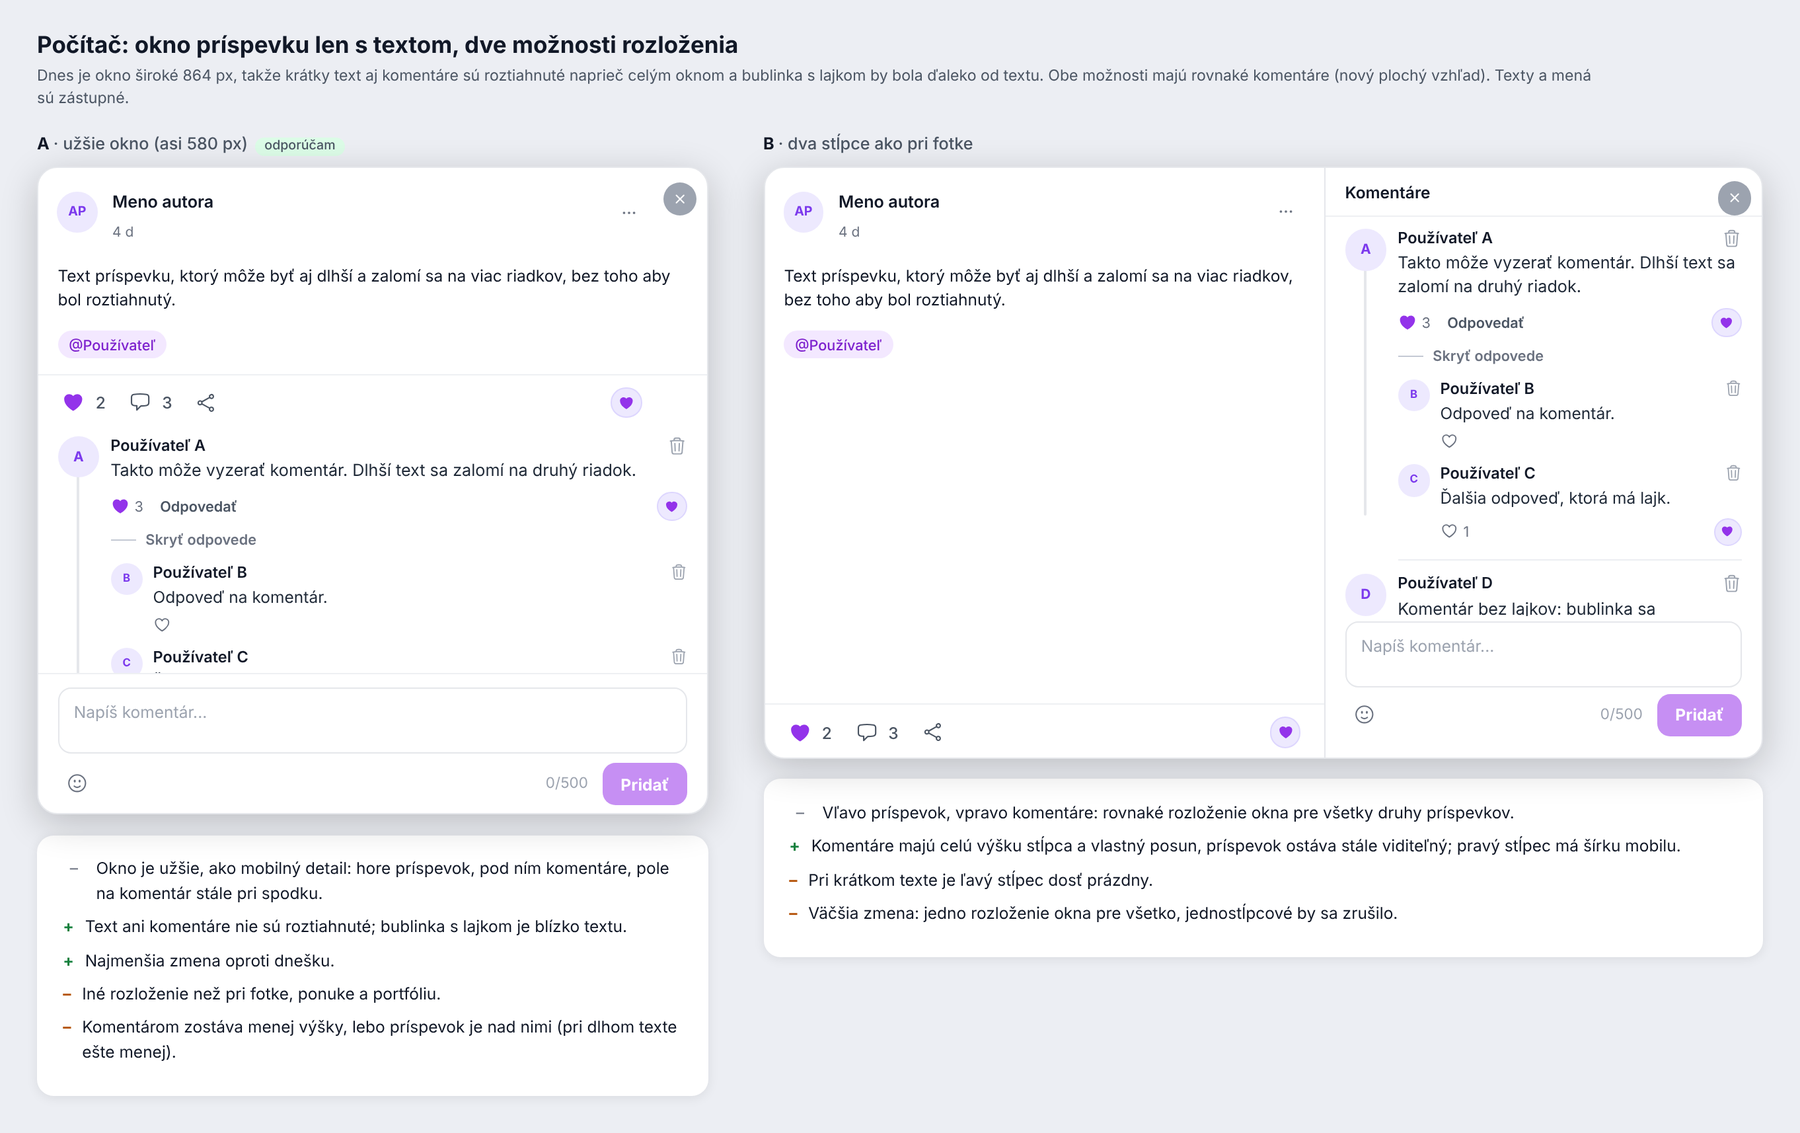 Počítač: okno príspevku len s textom, dve možnosti rozloženia
Dnes je okno široké 864 px, takže krátky text aj komentáre sú roztiahnuté naprieč celým oknom a bublinka s lajkom by bola ďaleko od textu. Obe možnosti majú rovnaké komentáre (nový plochý vzhľad). Texty a mená
sú zástupné.
A · užšie okno (asi 580 px) odporúčam
AP
Meno autora
4 d
...
×
Text príspevku, ktorý môže byť aj dlhší a zalomí sa na viac riadkov, bez toho aby
bol roztiahnutý.
@Používateľ
2 3
A
Používateľ A
Takto môže vyzerať komentár. Dlhší text sa zalomí na druhý riadok.
3 Odpovedať
Skryť odpovede
B
Používateľ B
Odpoveď na komentár.
C
Používateľ C
Napíš komentár...
0/500
Pridať
– Okno je užšie, ako mobilný detail: hore príspevok, pod ním komentáre, pole
na komentár stále pri spodku.
+ Text ani komentáre nie sú roztiahnuté; bublinka s lajkom je blízko textu.
+ Najmenšia zmena oproti dnešku.
– Iné rozloženie než pri fotke, ponuke a portfóliu.
– Komentárom zostáva menej výšky, lebo príspevok je nad nimi (pri dlhom texte
ešte menej).
B · dva stĺpce ako pri fotke
AP
Meno autora
4 d
...
Text príspevku, ktorý môže byť aj dlhší a zalomí sa na viac riadkov,
bez toho aby bol roztiahnutý.
@Používateľ
2 3
Komentáre
×
A
Používateľ A
Takto môže vyzerať komentár. Dlhší text sa
zalomí na druhý riadok.
3 Odpovedať
Skryť odpovede
B
Používateľ B
Odpoveď na komentár.
C
Používateľ C
Ďalšia odpoveď, ktorá má lajk.
1
D
Používateľ D
Komentár bez lajkov: bublinka sa
Napíš komentár...
0/500
Pridať
– Vľavo príspevok, vpravo komentáre: rovnaké rozloženie okna pre všetky druhy príspevkov.
+ Komentáre majú celú výšku stĺpca a vlastný posun, príspevok ostáva stále viditeľný; pravý stĺpec má šírku mobilu.
– Pri krátkom texte je ľavý stĺpec dosť prázdny.
– Väčšia zmena: jedno rozloženie okna pre všetko, jednostĺpcové by sa zrušilo.